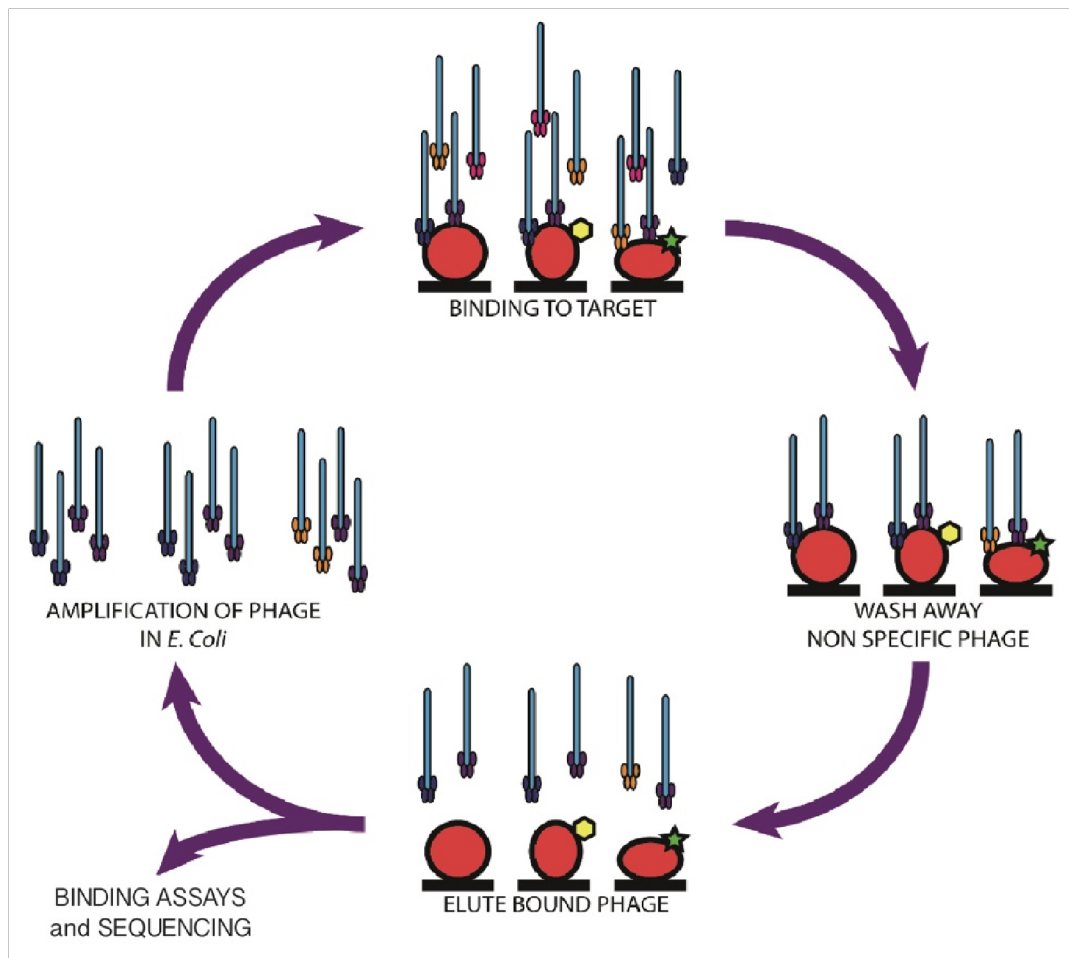 BINDING TO TARGET
WASH AWAY
NON SPECIFIC PHAGE
ELUTE BOUND PHAGE
AMPLIFICATION OF PHAGE
IN E. Coli
BINDING ASSAYS
and SEQUENCING